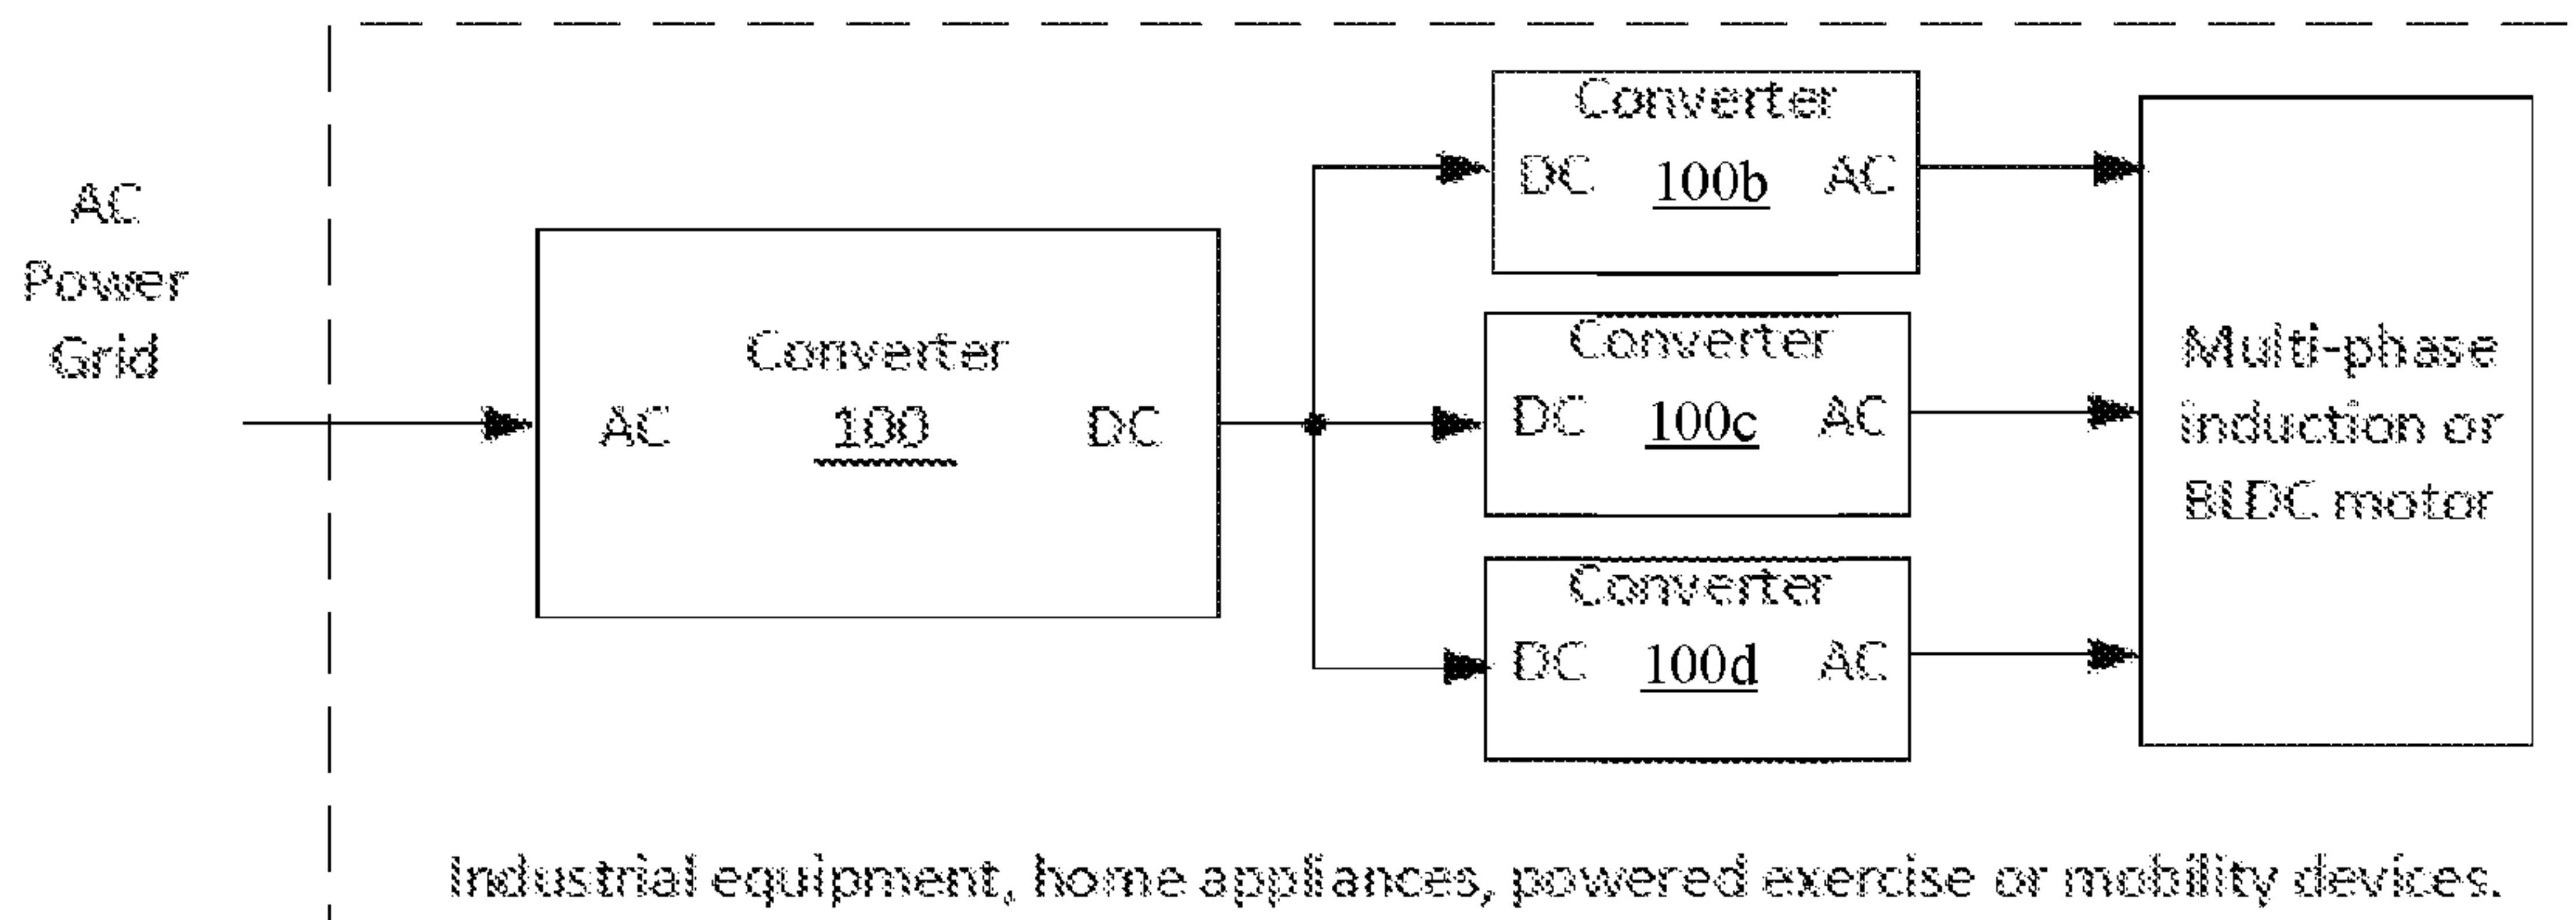 AC
Power
Grid
Converter
AC 100 DC
Converter
DC 100b AC
Converter
DC 100c AC
Converter
DC 100d AC
Multi-phase
induction or
BLDC motor
Industrial equipment, home appliances, powered exercise or mobility devices.